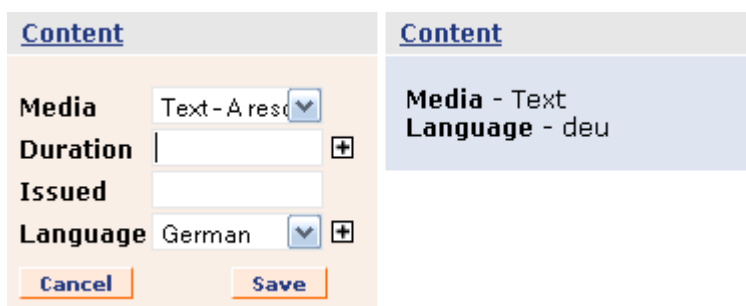 Content
Media Text - A reso
Duration
Issued
Language German
Cancel Save
Content
Media - Text
Language - deu